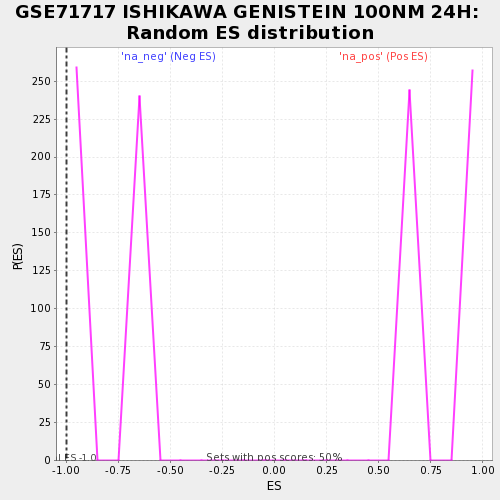 GSE71717 ISHIKAWA GENISTEIN 100NM 24H:
Random ES distribution
'na_neg' (Neg ES)
'na_pos' (Pos ES)
250
225
200
175
150
125
100
75
50
25
0
P(ES)
ES -1.0
Sets with pos scores: 50%
-1.00 -0.75 -0.50 -0.25 0.00 0.25 0.50 0.75 1.00
ES